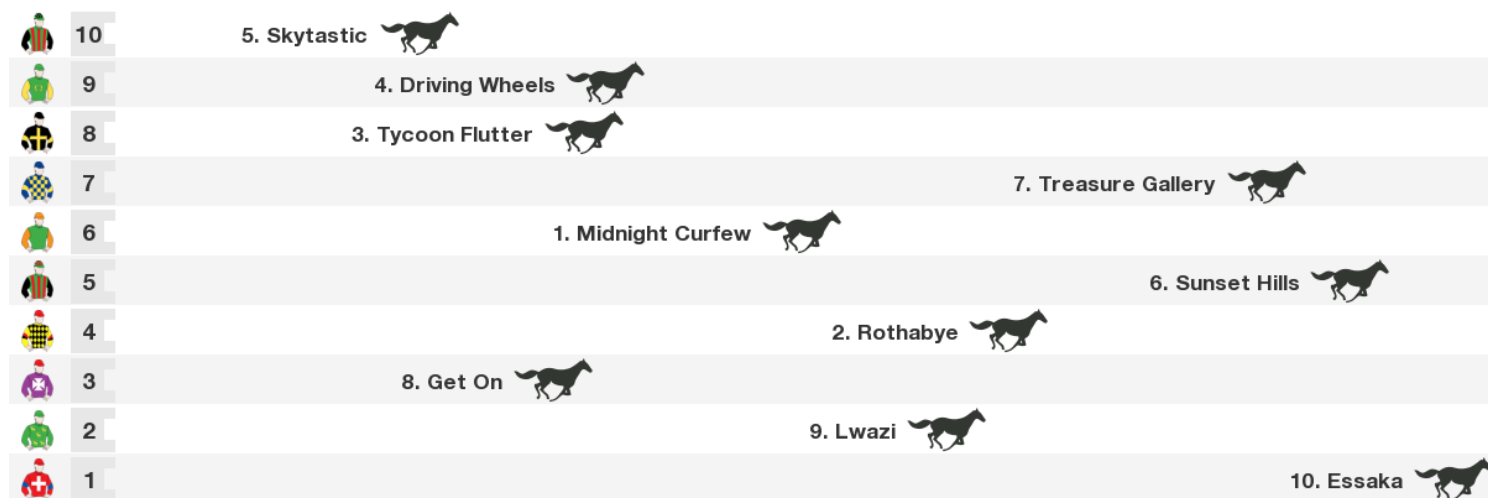 10 5. Skytastic
9 4. Driving Wheels
8 3. Tycoon Flutter
7 7. Treasure Gallery
6 1. Midnight Curfew
5 6. Sunset Hills
4 2. Rothabye
3 8. Get On
2 9. Lwazi
1 10. Essaka